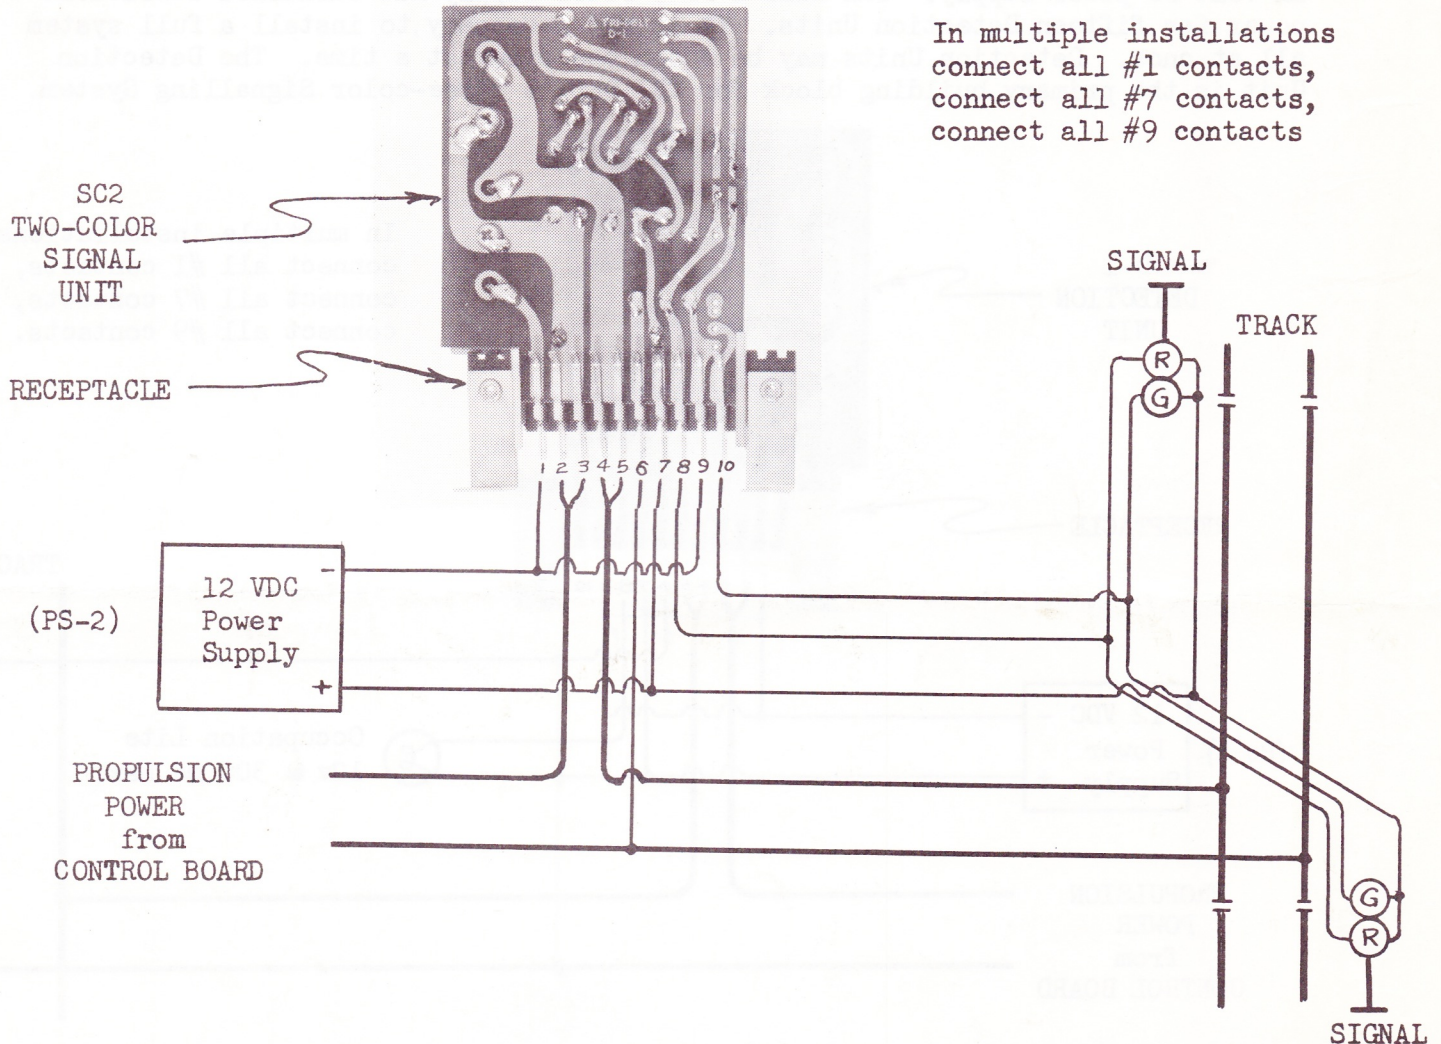 In multiple installations
connect all #1 contacts,
connect all #7 contacts,
connect all #9 contacts
SC2
TWO-COLOR
SIGNAL
UNIT
RECEPTACLE
1 2 3 4 5 6 7 8 9 10
SIGNAL
TRACK
R
G
(PS-2)
-
12 VDC
Power
Supply
+
PROPULSION
POWER
from
CONTROL BOARD
G
R
SIGNAL